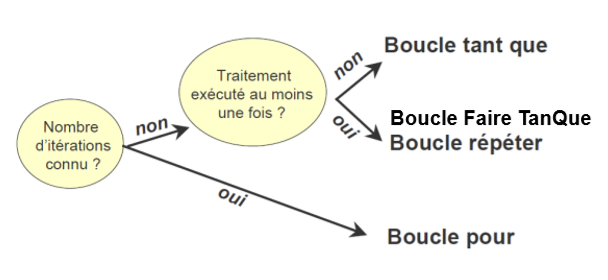 Nombre
d'itérations
connu ?
non
Traitement
exécuté au moins
une fois ?
non
Boucle tant que
oui
Boucle Faire TanQue
Boucle répéter
oui
Boucle pour